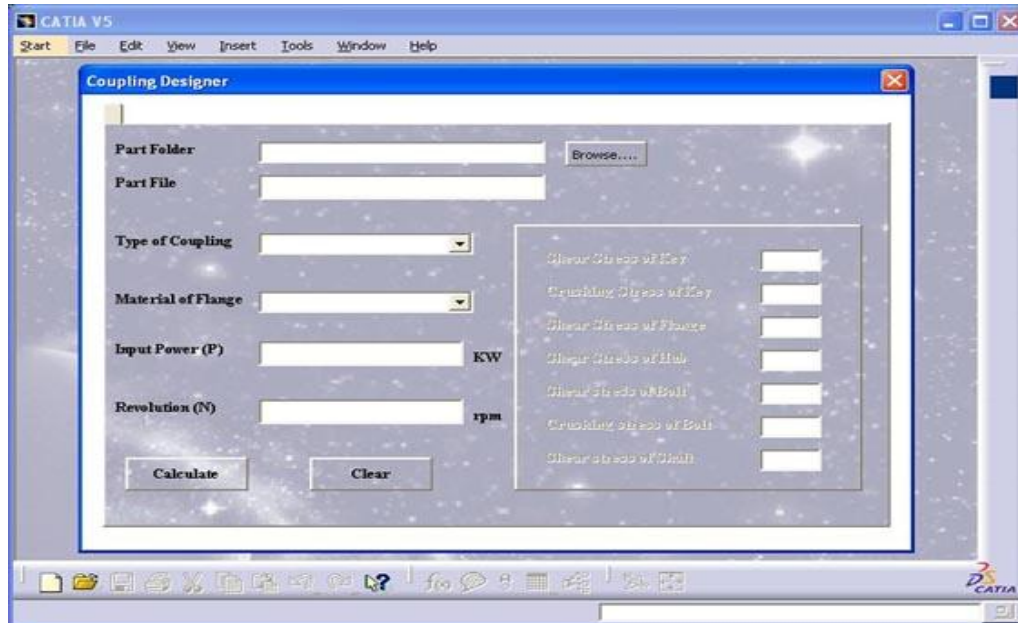 CATIA V5
Start File Edit View Insert Tools Window Help
Coupling Designer
Part Folder
Browse....
Part File
Type of Coupling
Material of Flange
Input Power (P)
KW
Revolution (N)
rpm
Calculate
Clear
Shear Stress of Key
Crushing Stress of Key
Shear Stress of Flange
Shear Stress of Hub
Shear stress of Bolt
Crushing stress of Bolt
Shear stress of Shaft
f(x)
DS
CATIA